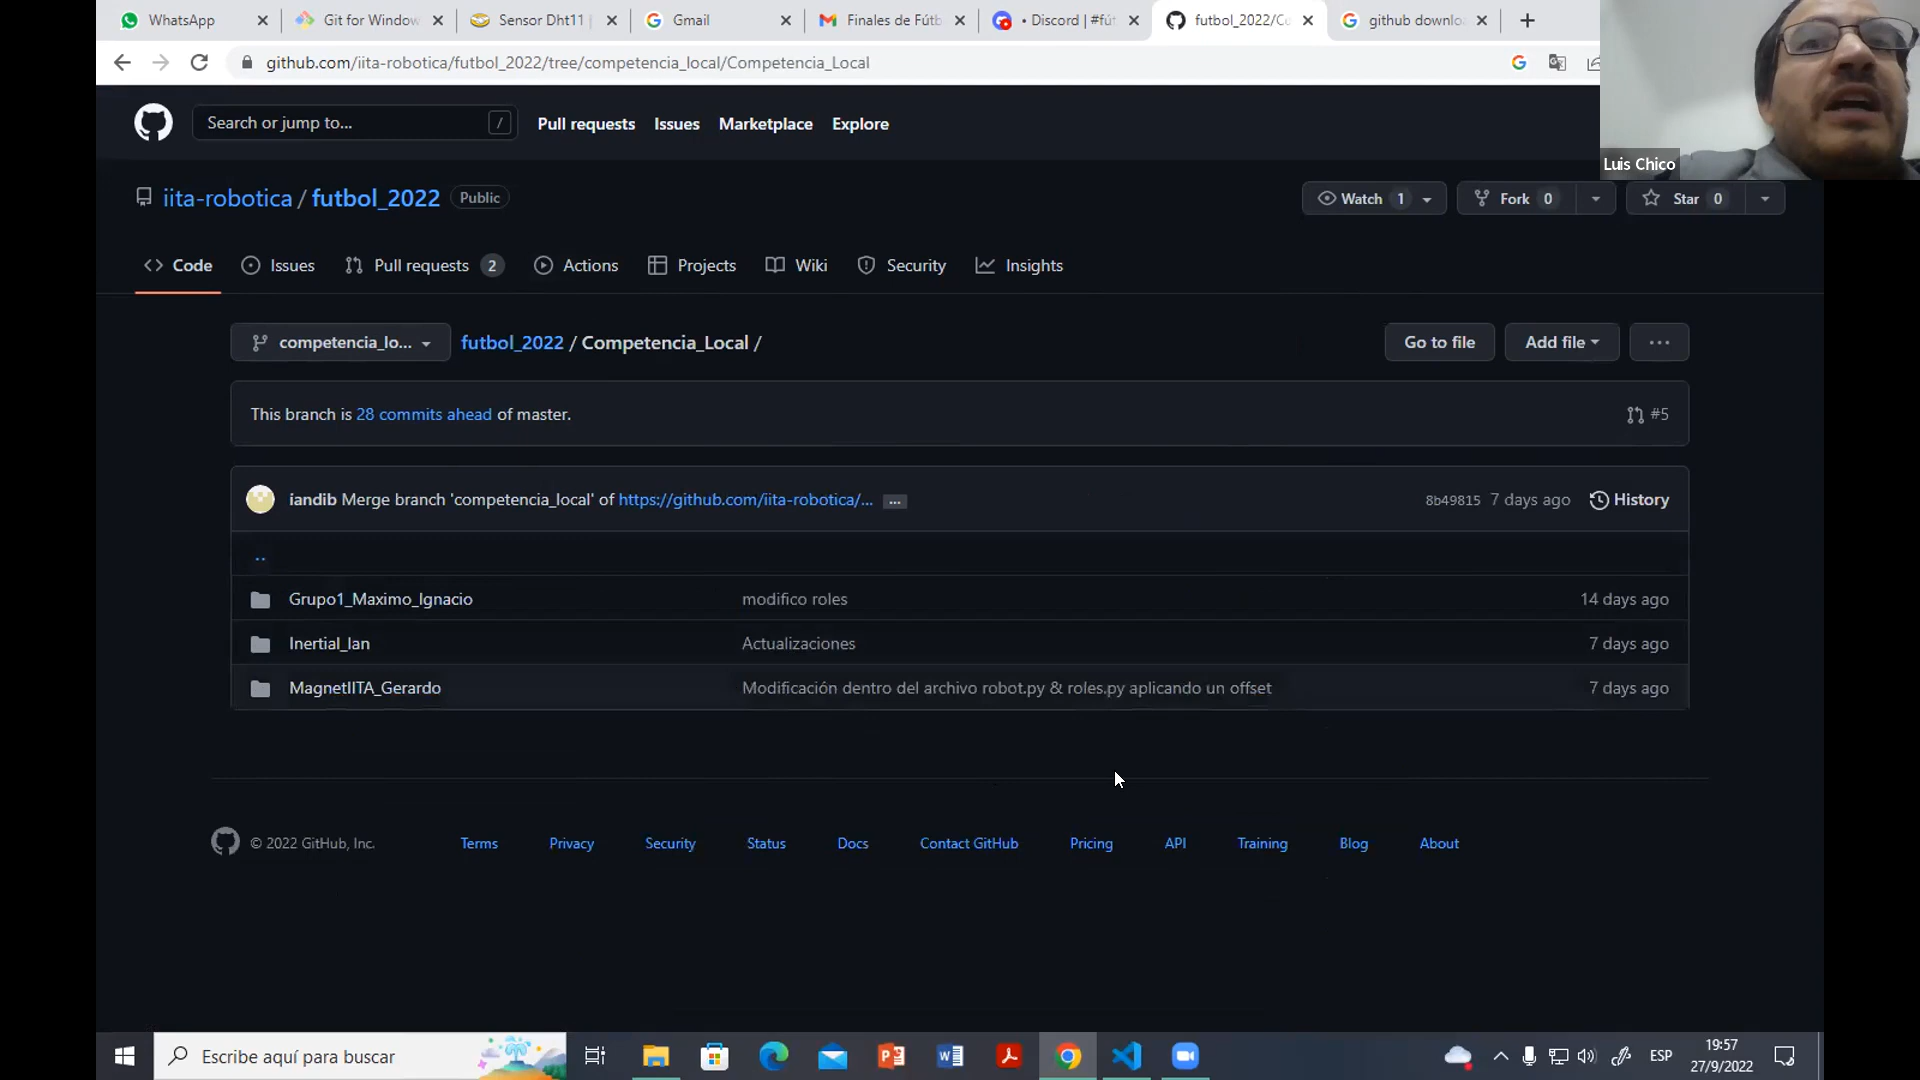 WhatsApp
Git for Window
Sensor Dht11 |
Gmail
Finales de Fútb
• Discord | #fút
futbol_2022/Co
github downlo
github.com/iita-robotica/futbol_2022/tree/competencia_local/Competencia_Local
Search or jump to... /
Pull requests Issues Marketplace Explore
Luis Chico
iita-robotica / futbol_2022 Public
Watch 1 Fork 0 Star 0
Code Issues Pull requests 2 Actions Projects Wiki Security Insights
competencia_lo... futbol_2022 / Competencia_Local /
Go to file Add file ...
This branch is 28 commits ahead of master. #5
iandib Merge branch 'competencia_local' of https://github.com/iita-robotica/... ... 8b49815 7 days ago History
..
Grupo1_Maximo_Ignacio modifico roles 14 days ago
Inertial_Ian Actualizaciones 7 days ago
MagnetIITA_Gerardo Modificación dentro del archivo robot.py & roles.py aplicando un offset 7 days ago
© 2022 GitHub, Inc. Terms Privacy Security Status Docs Contact GitHub Pricing API Training Blog About
Escribe aquí para buscar
ESP
19:57
27/9/2022